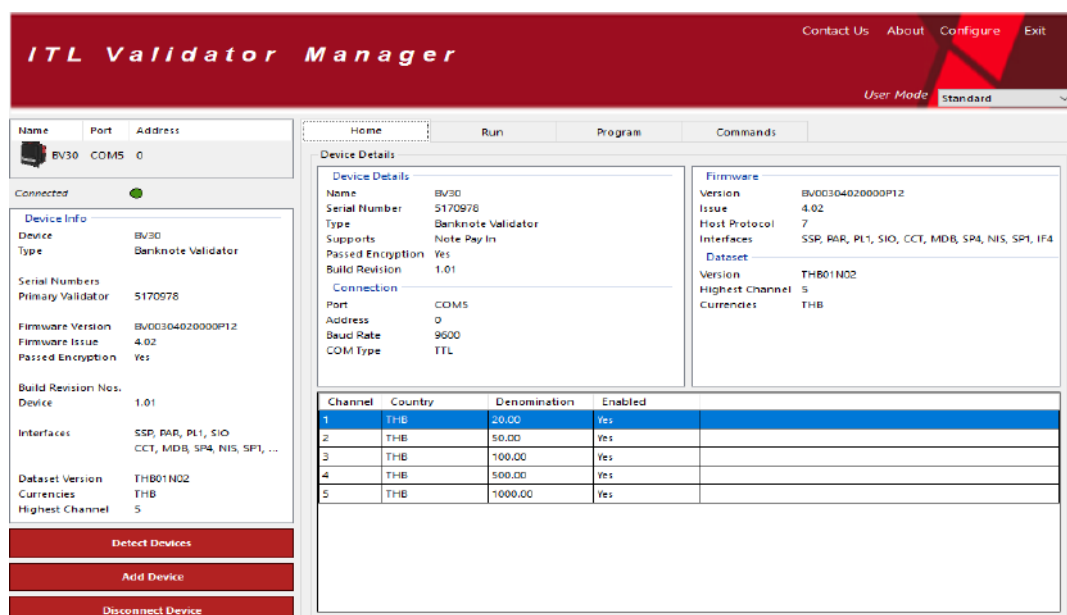 Contact Us About Configure Exit
ITL Validator Manager
User Mode Standard
Name Port Address
BV30 COM5 0
Connected
Device Info
Device BV30
Type Banknote Validator
Serial Numbers
Primary Validator 5170978
Firmware Version BV00304020000P12
Firmware Issue 4.02
Passed Encryption Yes
Build Revision Nos.
Device 1.01
Interfaces SSP, PAR, PL1, SIO
CCT, MDB, SP4, NIS, SP1, ...
Dataset Version THB01N02
Currencies THB
Highest Channel 5
Detect Devices
Add Device
Disconnect Device
Home Run Program Commands
Device Details
Device Details
Name BV30
Serial Number 5170978
Type Banknote Validator
Supports Note Pay In
Passed Encryption Yes
Build Revision 1.01
Connection
Port COM5
Address 0
Baud Rate 9600
COM Type TTL
Firmware
Version BV00304020000P12
Issue 4.02
Host Protocol 7
Interfaces SSP, PAR, PL1, SIO, CCT, MDB, SP4, NIS, SP1, IF4
Dataset
Version THB01N02
Highest Channel 5
Currencies THB
Channel Country Denomination Enabled
1 THB 20.00 Yes
2 THB 50.00 Yes
3 THB 100.00 Yes
4 THB 500.00 Yes
5 THB 1000.00 Yes